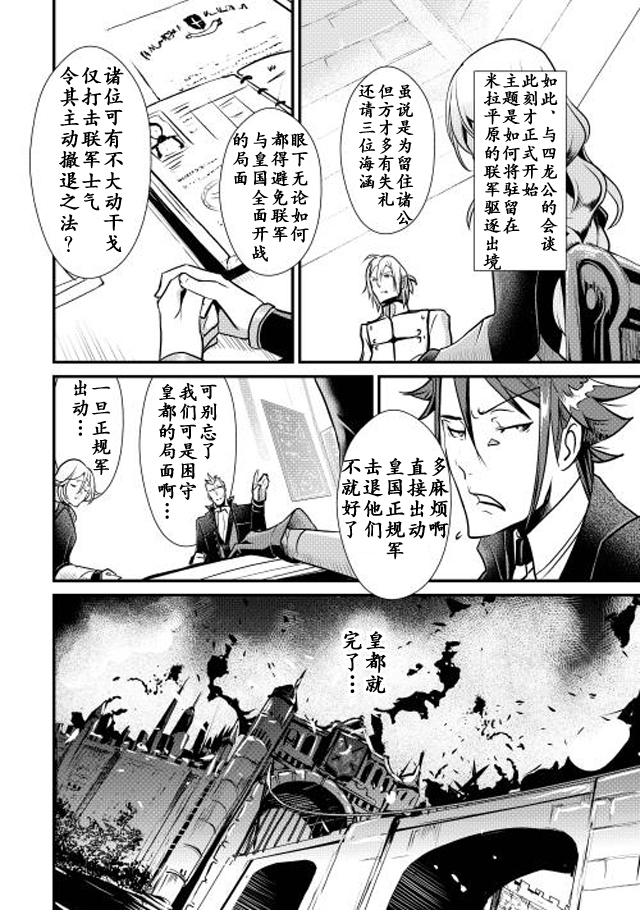 如此、与四龙公的会谈
此刻才正式开始
主题是如何将驻留在
米拉平原的联军驱逐出境
虽说是为留住诸公
但方才多有失礼
还请三位海涵
眼下无论如何
都得避免联军
与皇国全面开战
的局面
诸位可有不大动干戈
仅打击联军士气
令其主动撤退之法?
多麻烦啊
直接出动
皇国正规军
击退他们
不就好了
可别忘了
我们可是困守
皇都的局面啊…
一旦正规军
出动…
皇都就
完了…